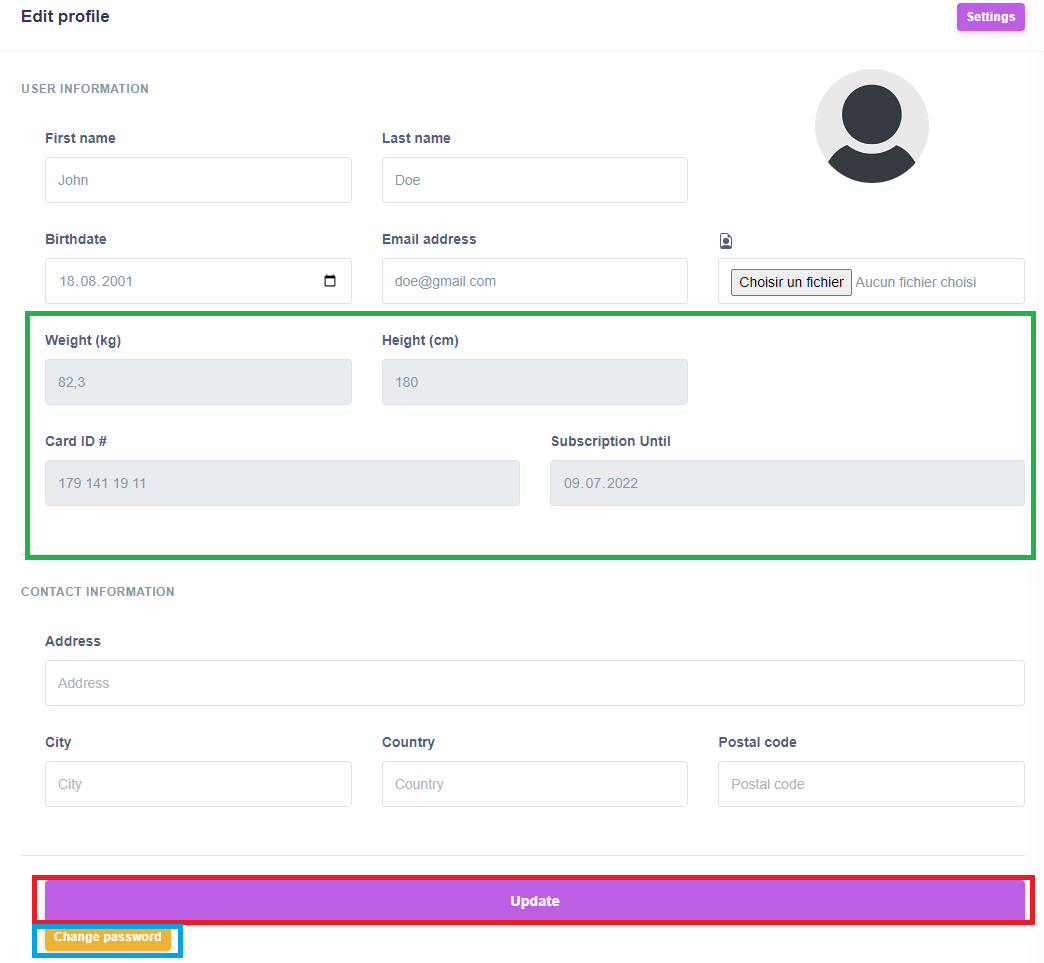 Edit profile
Settings
USER INFORMATION
First name
Last name
John
Doe
Birthdate
Email address
18.08.2001
doe@gmail.com
Choisir un fichier
Aucun fichier choisi
Weight (kg)
Height (cm)
82,3
180
Card ID #
Subscription Until
179 141 19 11
09.07.2022
CONTACT INFORMATION
Address
Address
City
Country
Postal code
City
Country
Postal code
Update
Change password